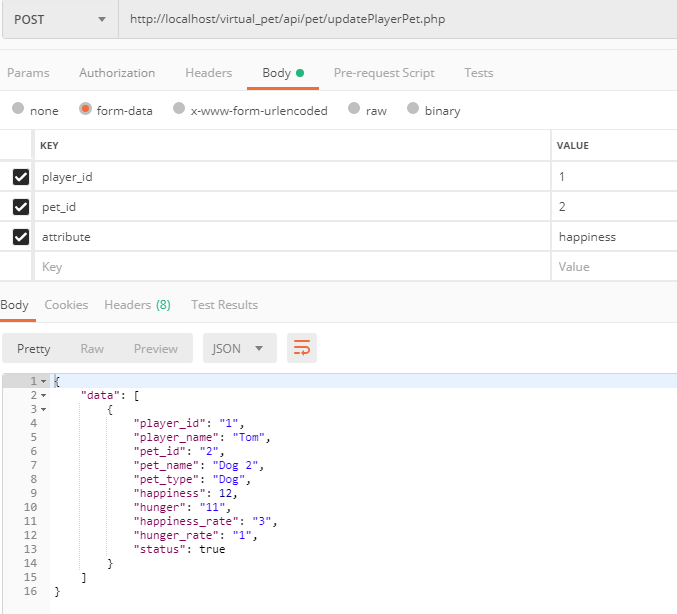 POST http://localhost/virtual_pet/api/pet/updatePlayerPet.php
Params Authorization Headers Body Pre-request Script Tests
none form-data x-www-form-urlencoded raw binary
KEY VALUE
player_id 1
pet_id 2
attribute happiness
Key Value
Body Cookies Headers (8) Test Results
Pretty Raw Preview JSON
1 {
2 "data": [
3 {
4 "player_id": "1",
5 "player_name": "Tom",
6 "pet_id": "2",
7 "pet_name": "Dog 2",
8 "pet_type": "Dog",
9 "happiness": 12,
10 "hunger": "11",
11 "happiness_rate": "3",
12 "hunger_rate": "1",
13 "status": true
14 }
15 ]
16 }